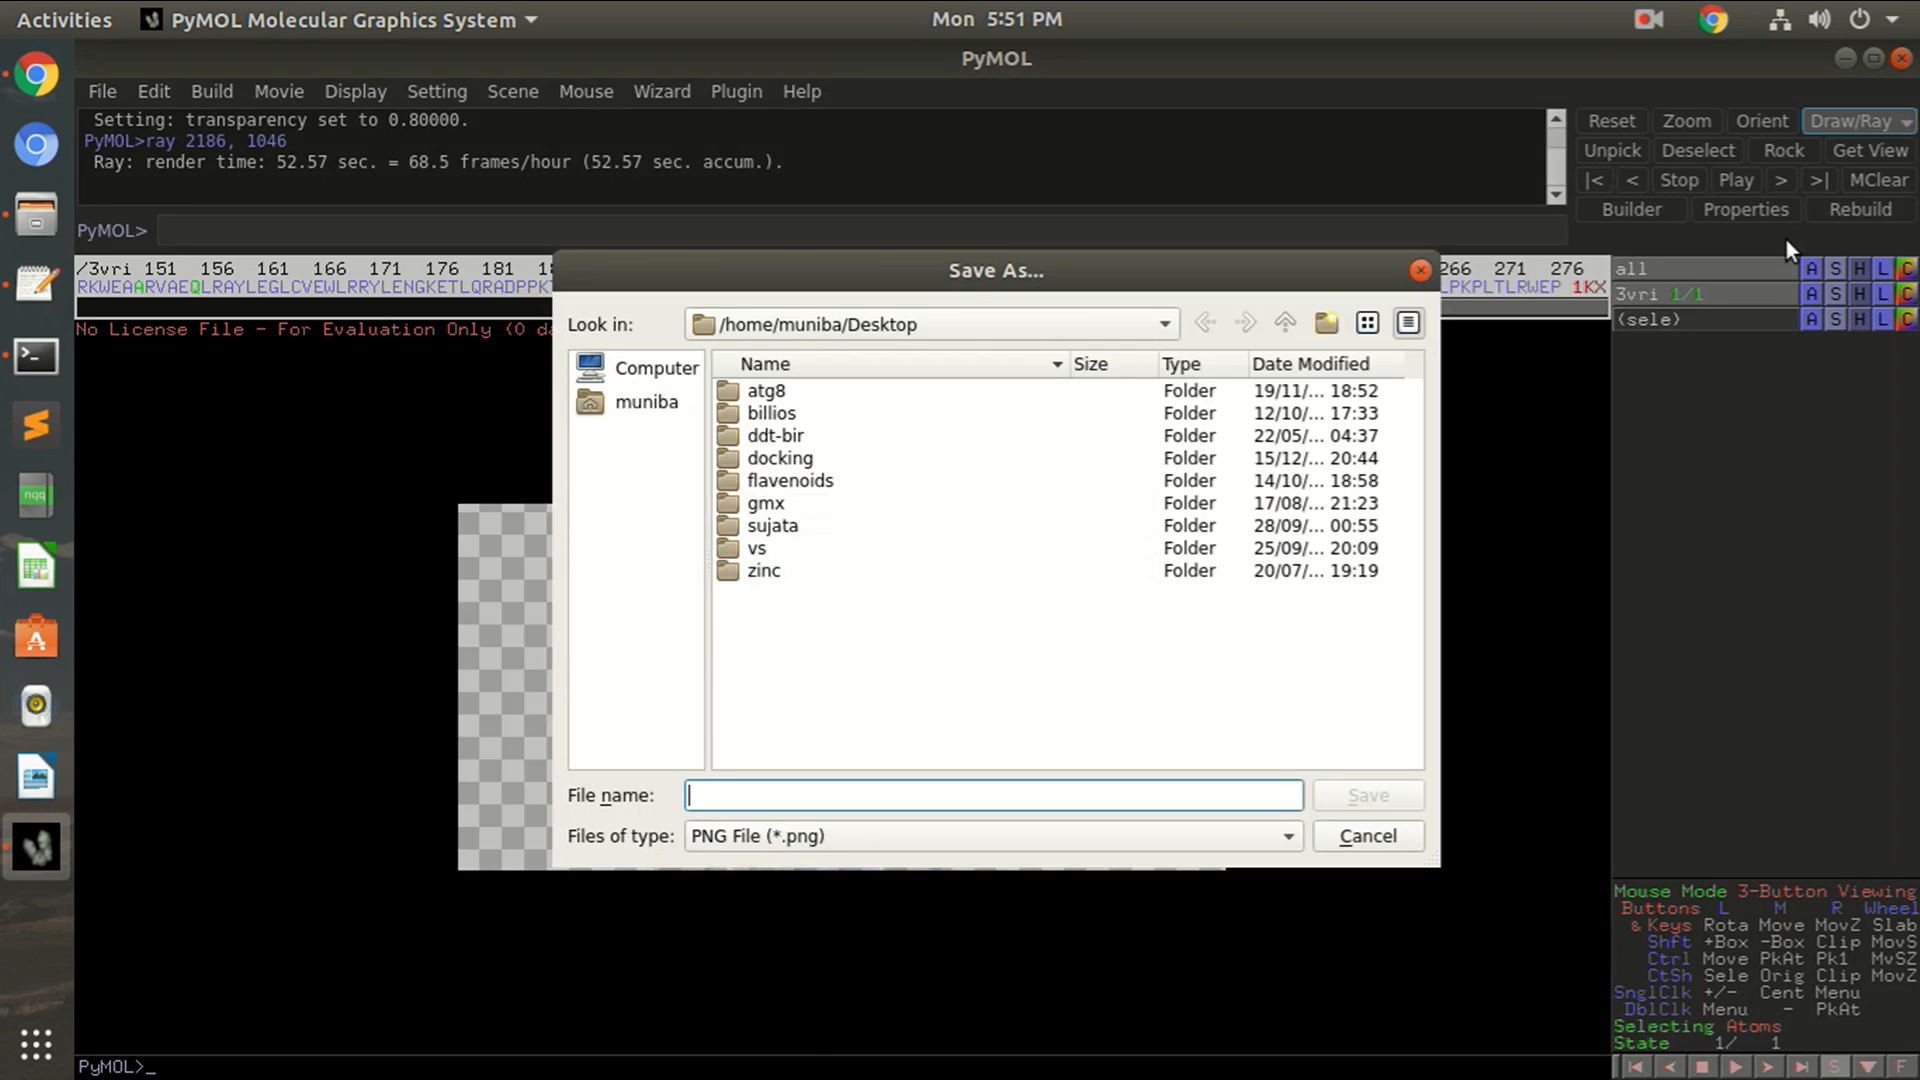 Activities PyMOL Molecular Graphics System Mon 5:51 PM
PyMOL
File Edit Build Movie Display Setting Scene Mouse Wizard Plugin Help
Setting: transparency set to 0.80000.
PyMOL>ray 2186, 1046
Ray: render time: 52.57 sec. = 68.5 frames/hour (52.57 sec. accum.).
PyMOL>
Reset Zoom Orient Draw/Ray
Unpick Deselect Rock Get View
|< < Stop Play > >| MClear
Builder Properties Rebuild
/3vri 151 156 161 166 171 176 181 266 271 276
RKWEAARVAEQLRAYLEGLCVEWLRRYLENGKETLQRADPPK LPKPLTLRWEP 1KX
No License File - For Evaluation Only (0 da
all A S H L C
3vri 1/1 A S H L C
(sele) A S H L C
Save As...
Look in: /home/muniba/Desktop
Computer
muniba
Name Size Type Date Modified
atg8 Folder 19/11/... 18:52
billios Folder 12/10/... 17:33
ddt-bir Folder 22/05/... 04:37
docking Folder 15/12/... 20:44
flavenoids Folder 14/10/... 18:58
gmx Folder 17/08/... 21:23
sujata Folder 28/09/... 00:55
vs Folder 25/09/... 20:09
zinc Folder 20/07/... 19:19
File name: Save
Files of type: PNG File (*.png) Cancel
nqq
Mouse Mode 3-Button Viewing
Buttons L M R Wheel
& Keys Rota Move MovZ Slab
Shft +Box -Box Clip MovS
Ctrl Move PkAt Pk1 MvSZ
CtSh Sele Orig Clip MovZ
SnglClk +/- Cent Menu
DblClk Menu - PkAt
Selecting Atoms
State 1/ 1
S F
PyMOL>_